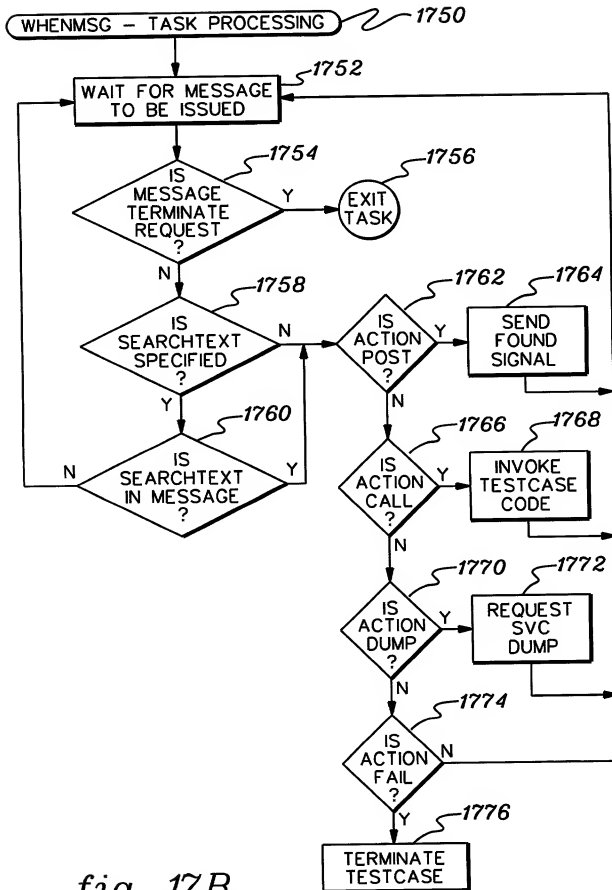 WHENMSG – TASK PROCESSING
1750
WAIT FOR MESSAGE
TO BE ISSUED
1752
IS
MESSAGE
TERMINATE
REQUEST
?
1754
Y
N
EXIT
TASK
1756
IS
SEARCHTEXT
SPECIFIED
?
1758
N
Y
IS
SEARCHTEXT
IN MESSAGE
?
1760
N
Y
IS
ACTION
POST
?
1762
Y
N
SEND
FOUND
SIGNAL
1764
IS
ACTION
CALL
?
1766
Y
N
INVOKE
TESTCASE
CODE
1768
IS
ACTION
DUMP
?
1770
Y
N
REQUEST
SVC
DUMP
1772
IS
ACTION
FAIL
?
1774
N
Y
TERMINATE
TESTCASE
1776
fig. 17B